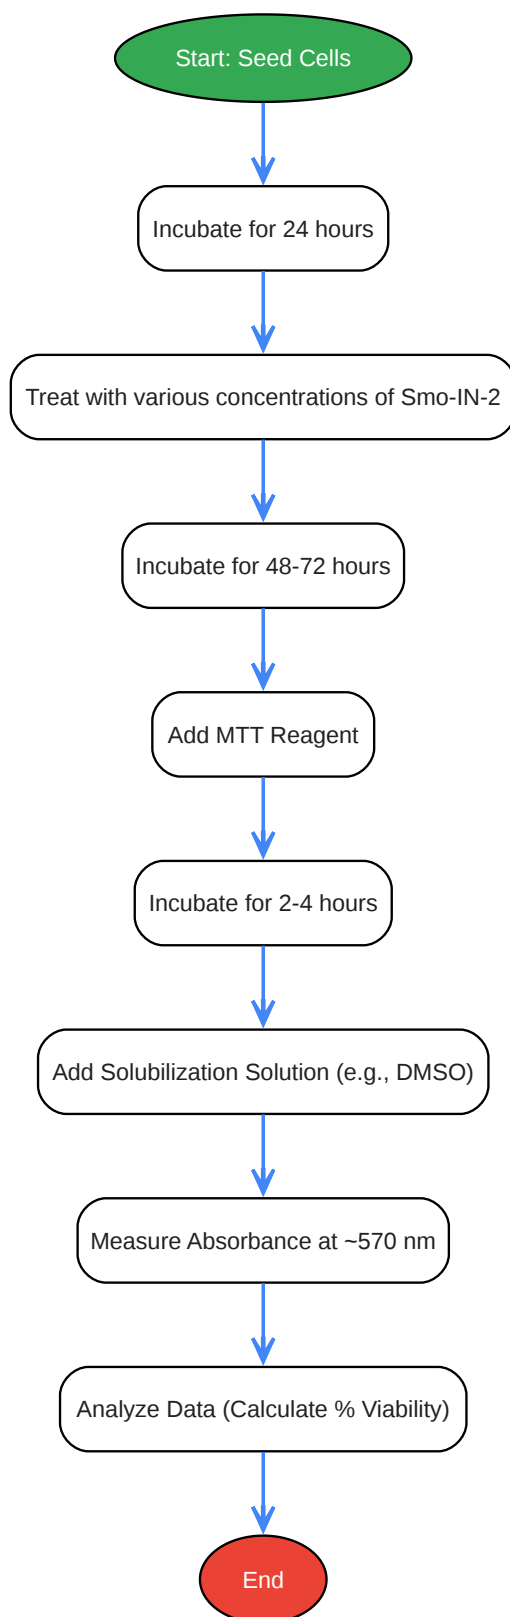 Start: Seed Cells
Incubate for 24 hours
Treat with various concentrations of Smo-IN-2
Incubate for 48-72 hours
Add MTT Reagent
Incubate for 2-4 hours
Add Solubilization Solution (e.g., DMSO)
Measure Absorbance at ~570 nm
Analyze Data (Calculate % Viability)
End